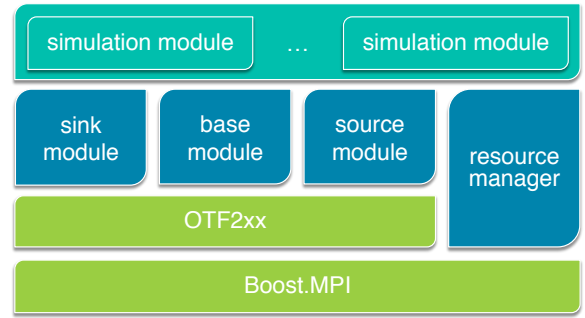 simulation module ... simulation module
sink module
base module
source module
resource manager
OTF2xx
Boost.MPI